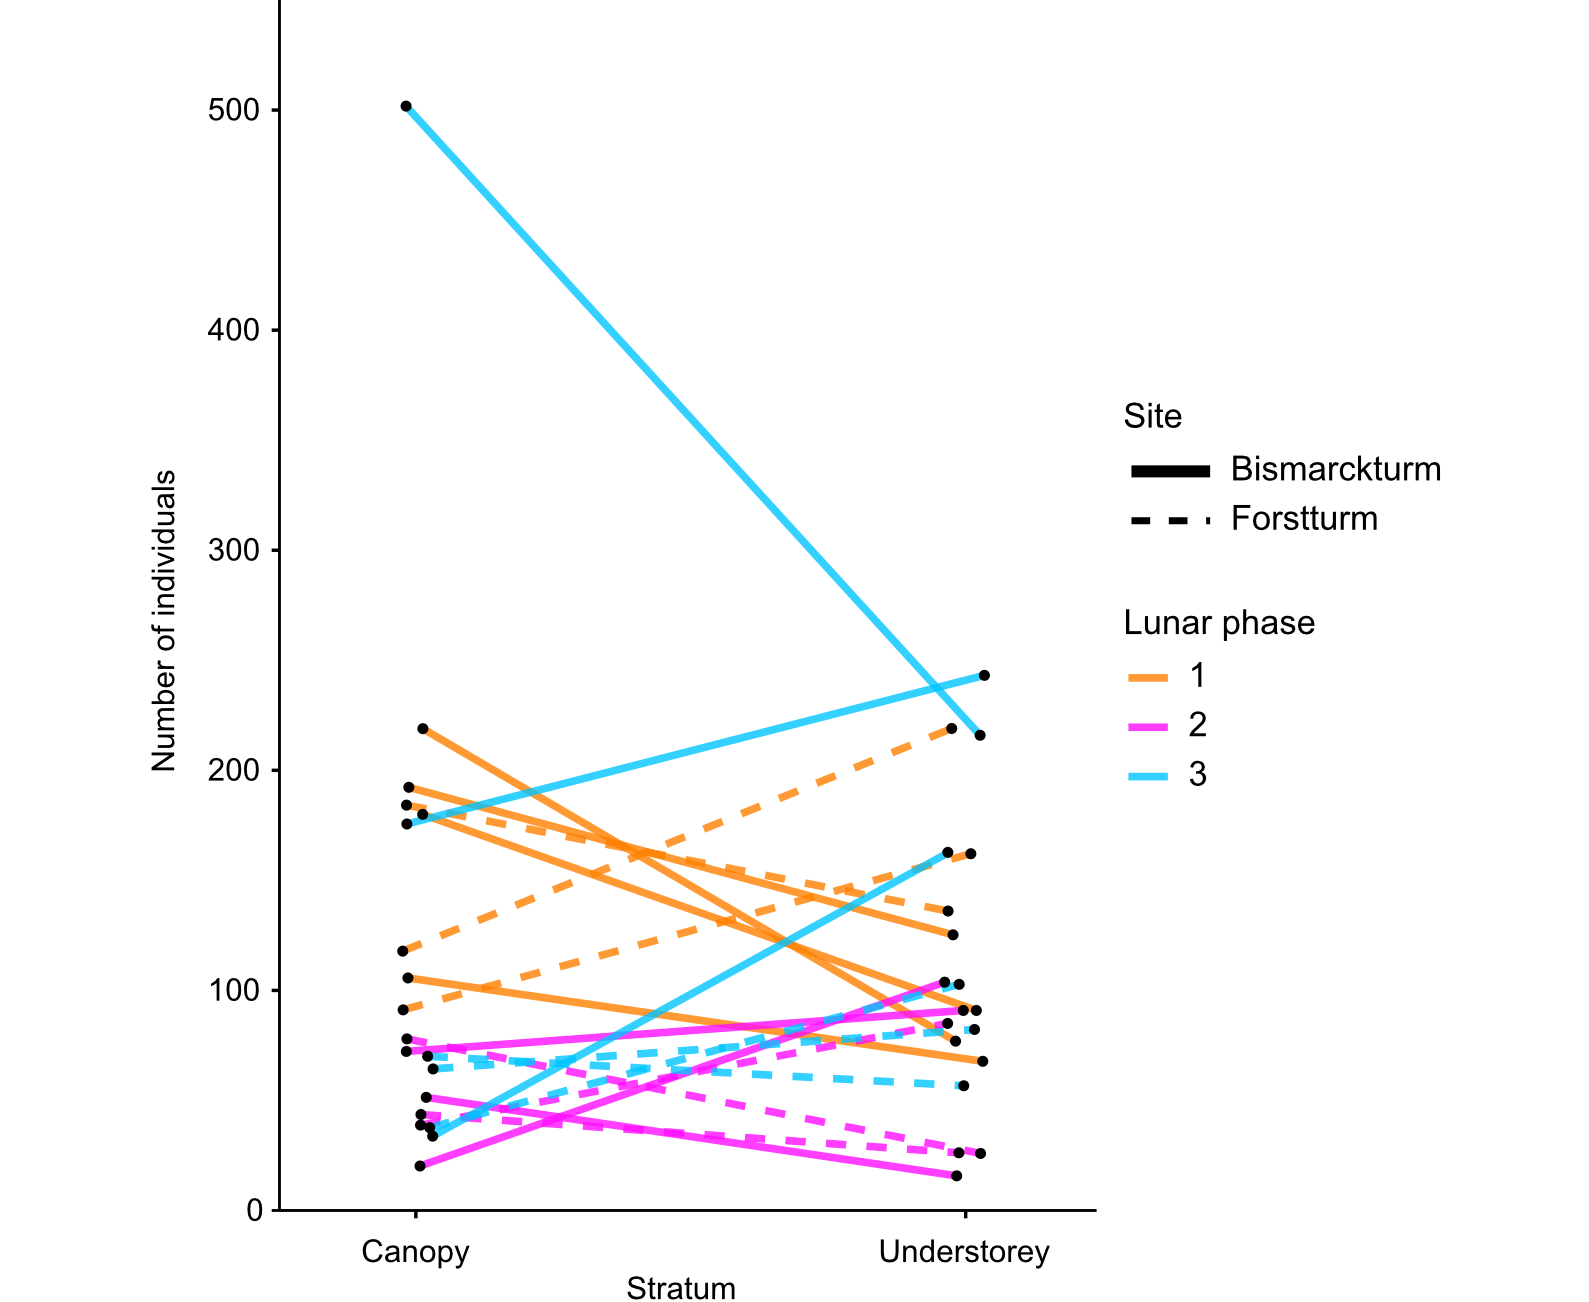 500
400
300
200
100
0
Number of individuals
Canopy
Understorey
Stratum
Site
Bismarckturm
Forstturm
Lunar phase
1
2
3